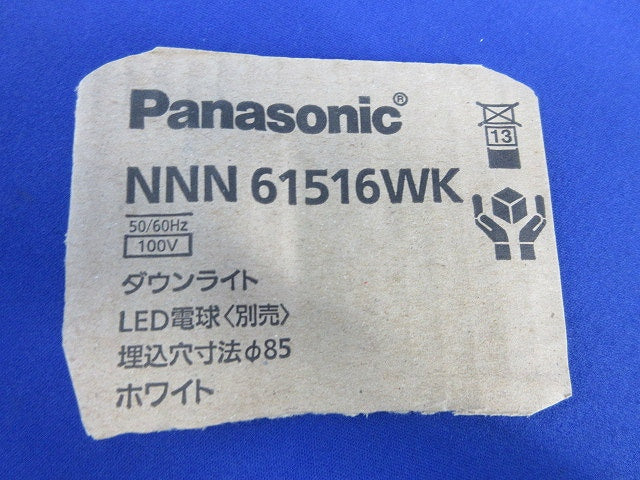 Panasonic®
13
NNN 61516WK
50/60Hz
100V
ダウンライト
LED電球〈別売〉
埋込穴寸法φ85
ホワイト